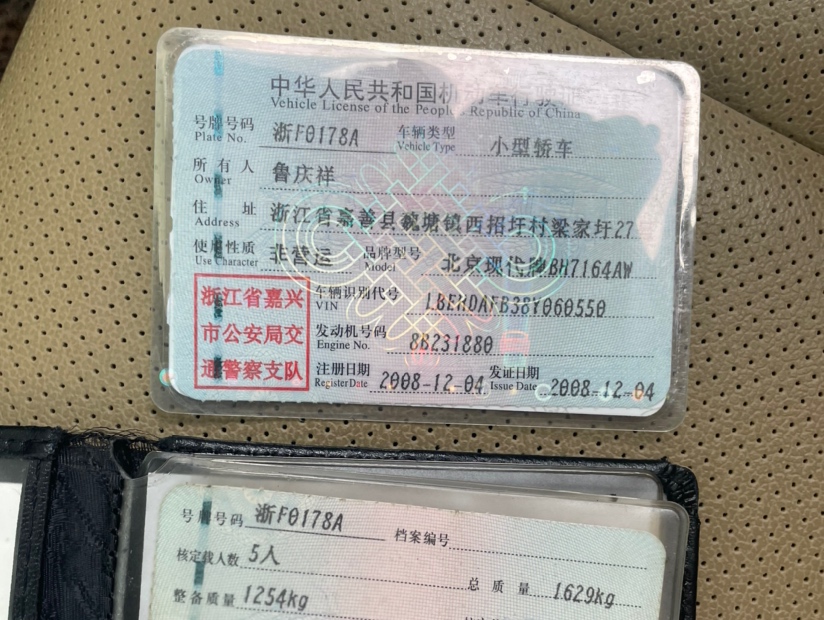 中华人民共和国机动车行驶证
Vehicle License of the People's Republic of China
号牌号码 浙F0178A 车辆类型 小型轿车
Plate No. Vehicle Type
所有人 鲁庆祥
Owner
住址 浙江省嘉善县魏塘镇西招圩村梁家圩27
Address
使用性质 非营运 品牌型号 北京现代牌BH7164AW
Use Character Model
浙江省嘉兴
市公安局交
通警察支队
车辆识别代号 LBERDAFB38Y060550
VIN
发动机号码 8B231880
Engine No.
注册日期 2008-12-04 发证日期 2008-12-04
Register Date Issue Date
号牌号码 浙F0178A 档案编号
核定载人数 5人 总质量 1629kg
整备质量 1254kg